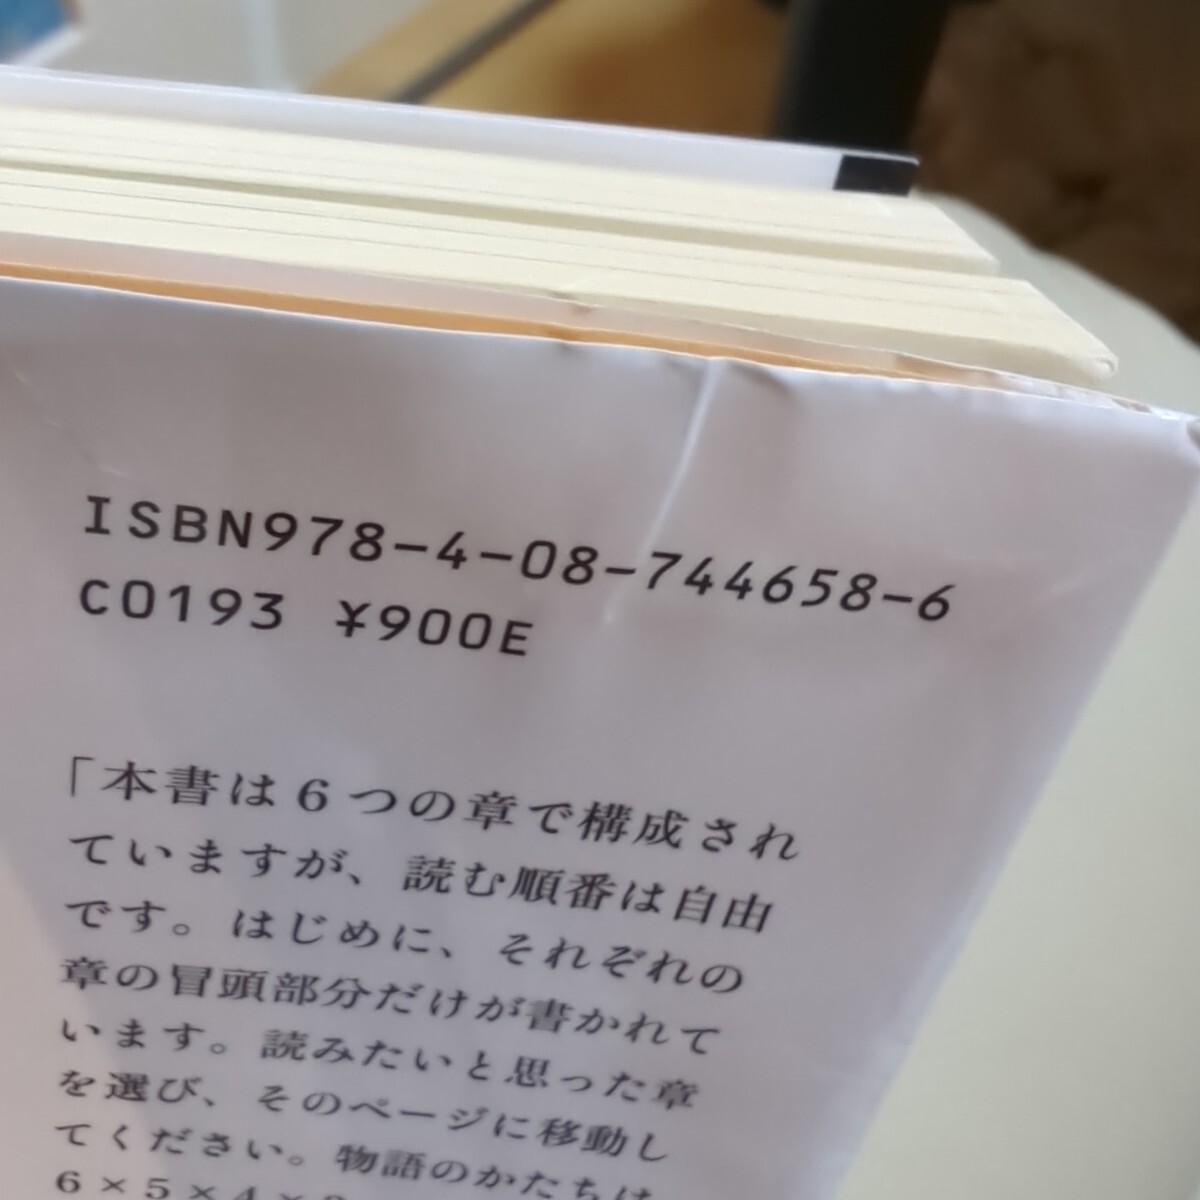 ISBN978-4-08-744658-6
C0193 ¥900E
「本書は6つの章で構成され
ていますが、読む順番は自由
です。はじめに、それぞれの
章の冒頭部分だけが書かれて
います。読みたいと思った章
を選び、そのページに移動し
てください。物語のかたちは
6×5×4×